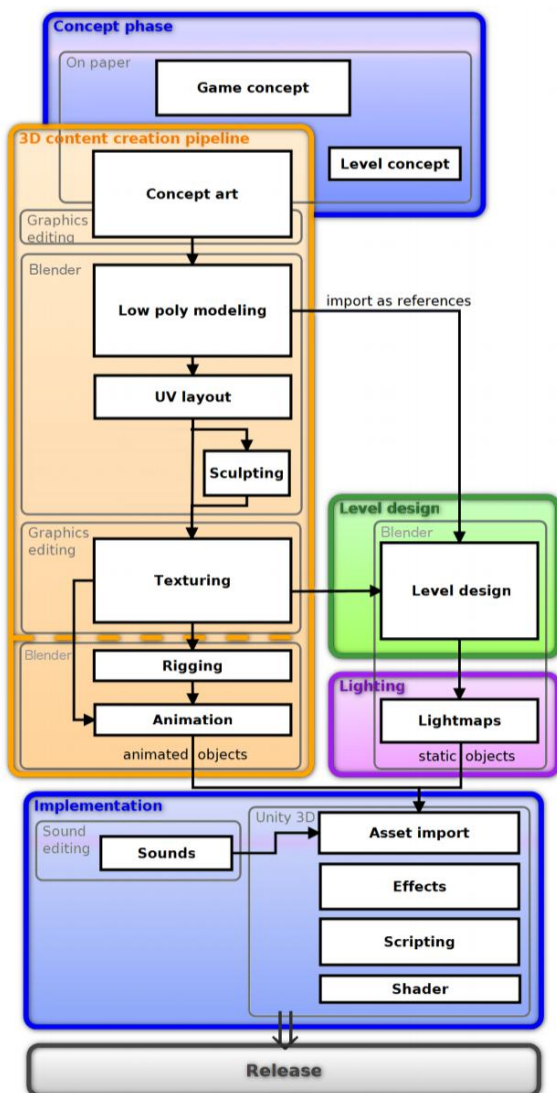 Concept phase
On paper
Game concept
3D content creation pipeline
Level concept
Concept art
Graphics
editing
Blender
Low poly modeling
import as references
UV layout
Sculpting
Level design
Graphics
editing
Blender
Texturing
Level design
Blender
Rigging
Lighting
Animation
Lightmaps
animated objects
static objects
Implementation
Unity 3D
Sound
editing
Asset import
Sounds
Effects
Scripting
Shader
Release